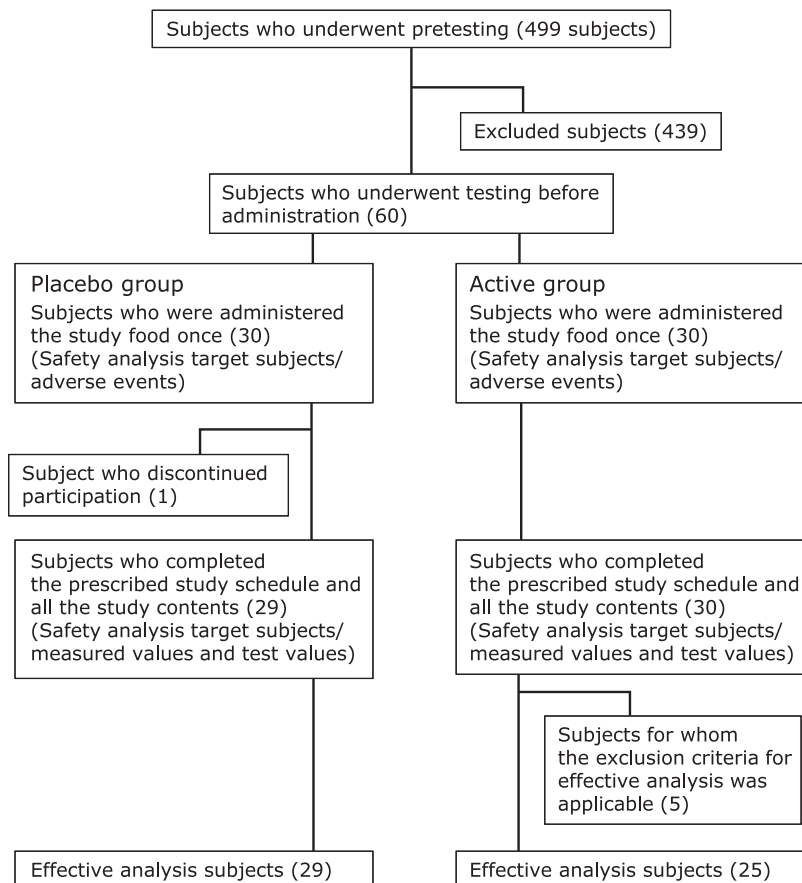 Subjects who underwent pretesting (499 subjects)
Excluded subjects (439)
Subjects who underwent testing before
administration (60)
Placebo group
Subjects who were administered
the study food once (30)
(Safety analysis target subjects/
adverse events)
Active group
Subjects who were administered
the study food once (30)
(Safety analysis target subjects/
adverse events)
Subject who discontinued
participation (1)
Subjects who completed
the prescribed study schedule and
all the study contents (29)
(Safety analysis target subjects/
measured values and test values)
Subjects who completed
the prescribed study schedule and
all the study contents (30)
(Safety analysis target subjects/
measured values and test values)
Subjects for whom
the exclusion criteria for
effective analysis was
applicable (5)
Effective analysis subjects (29)
Effective analysis subjects (25)